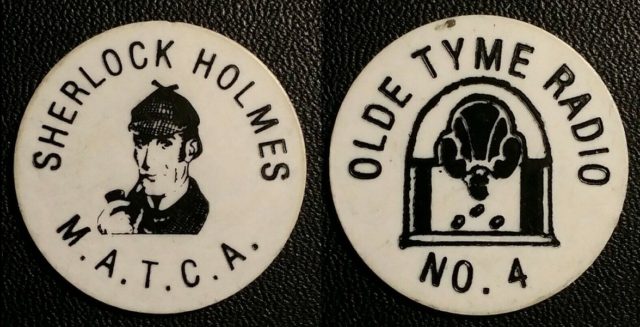 SHERLOCK HOLMES
M.A.T.C.A.
OLDE TYME RADIO
NO. 4